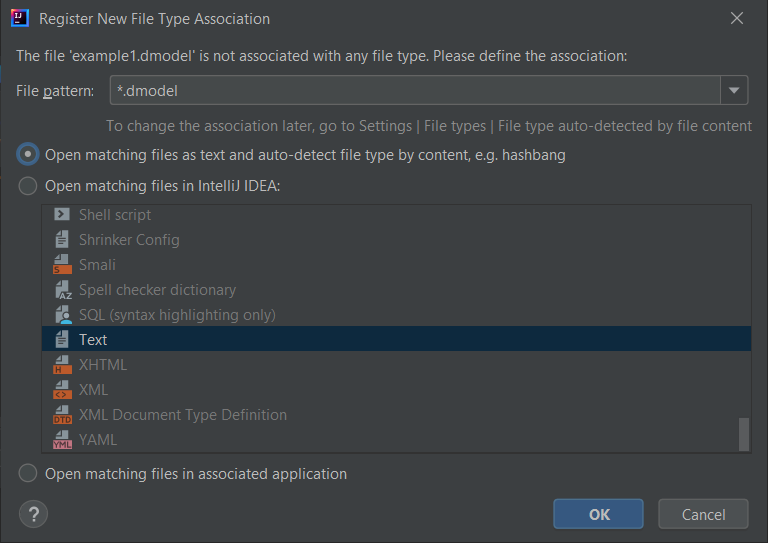 Register New File Type Association
The file 'example1.dmodel' is not associated with any file type. Please define the association:
File pattern: *.dmodel
To change the association later, go to Settings | File types | File type auto-detected by file content
Open matching files as text and auto-detect file type by content, e.g. hashbang
Open matching files in IntelliJ IDEA:
Shell script
Shrinker Config
S Smali
AZ Spell checker dictionary
SQL (syntax highlighting only)
Text
H XHTML
<> XML
DTD XML Document Type Definition
YML YAML
Open matching files in associated application
? OK Cancel